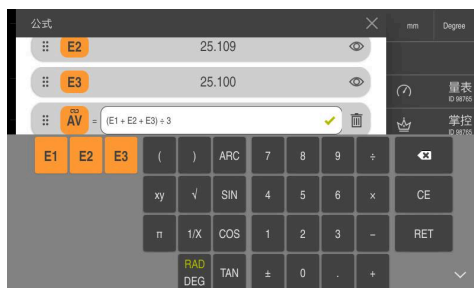 公式
mm Degree
E2 25.109
E3 25.100
量表
ID 98765
AV = (E1 + E2 + E3) ÷ 3
掌控
ID 98765
E1 E2 E3 ( ) ARC 7 8 9 ÷
xy √ SIN 4 5 6 × CE
π 1/X COS 1 2 3 − RET
RAD
DEG TAN ± 0 . +